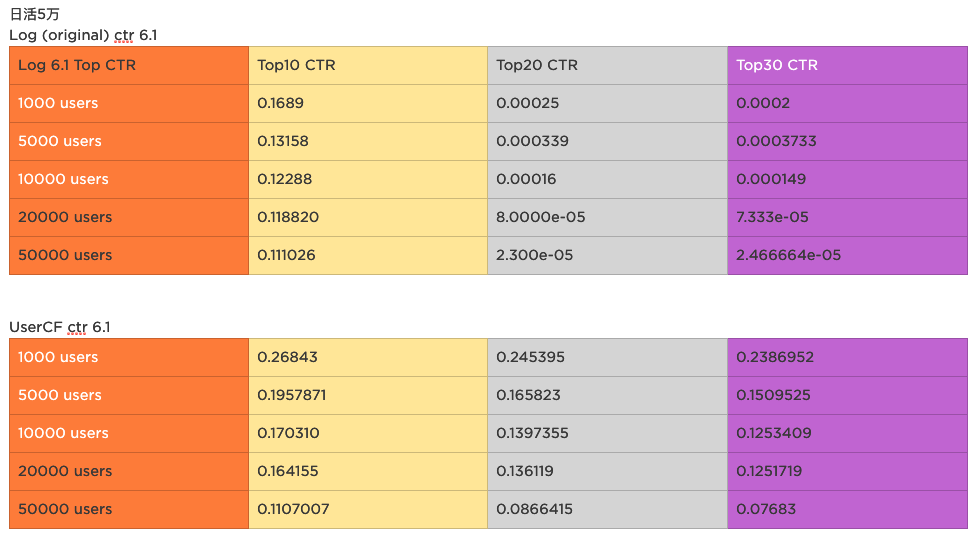 日活5万
Log (original) ctr 6.1
Log 6.1 Top CTR Top10 CTR Top20 CTR Top30 CTR
1000 users 0.1689 0.00025 0.0002
5000 users 0.13158 0.000339 0.0003733
10000 users 0.12288 0.00016 0.000149
20000 users 0.118820 8.0000e-05 7.333e-05
50000 users 0.111026 2.300e-05 2.466664e-05
UserCF ctr 6.1
1000 users 0.26843 0.245395 0.2386952
5000 users 0.1957871 0.165823 0.1509525
10000 users 0.170310 0.1397355 0.1253409
20000 users 0.164155 0.136119 0.1251719
50000 users 0.1107007 0.0866415 0.07683